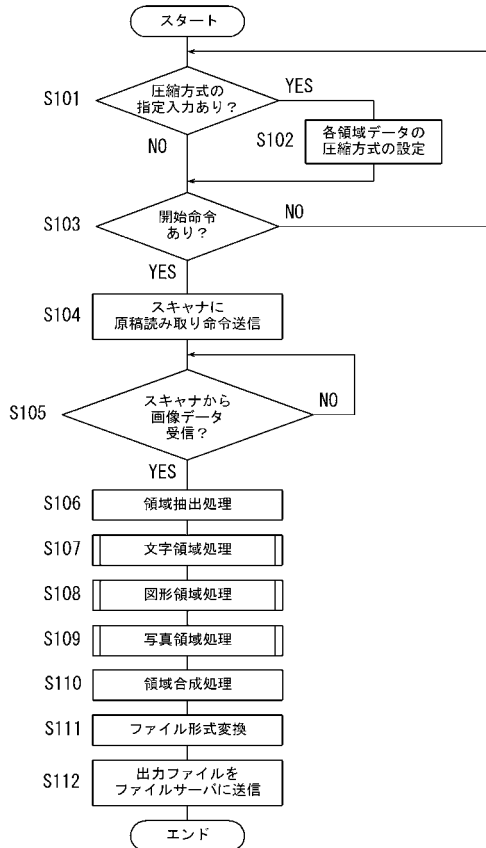 スタート
S101
圧縮方式の
指定入力あり？
YES
NO
S102
各領域データの
圧縮方式の設定
S103
開始命令
あり？
NO
YES
S104
スキャナに
原稿読み取り命令送信
S105
スキャナから
画像データ
受信？
NO
YES
S106
領域抽出処理
S107
文字領域処理
S108
図形領域処理
S109
写真領域処理
S110
領域合成処理
S111
ファイル形式変換
S112
出力ファイルを
ファイルサーバに送信
エンド